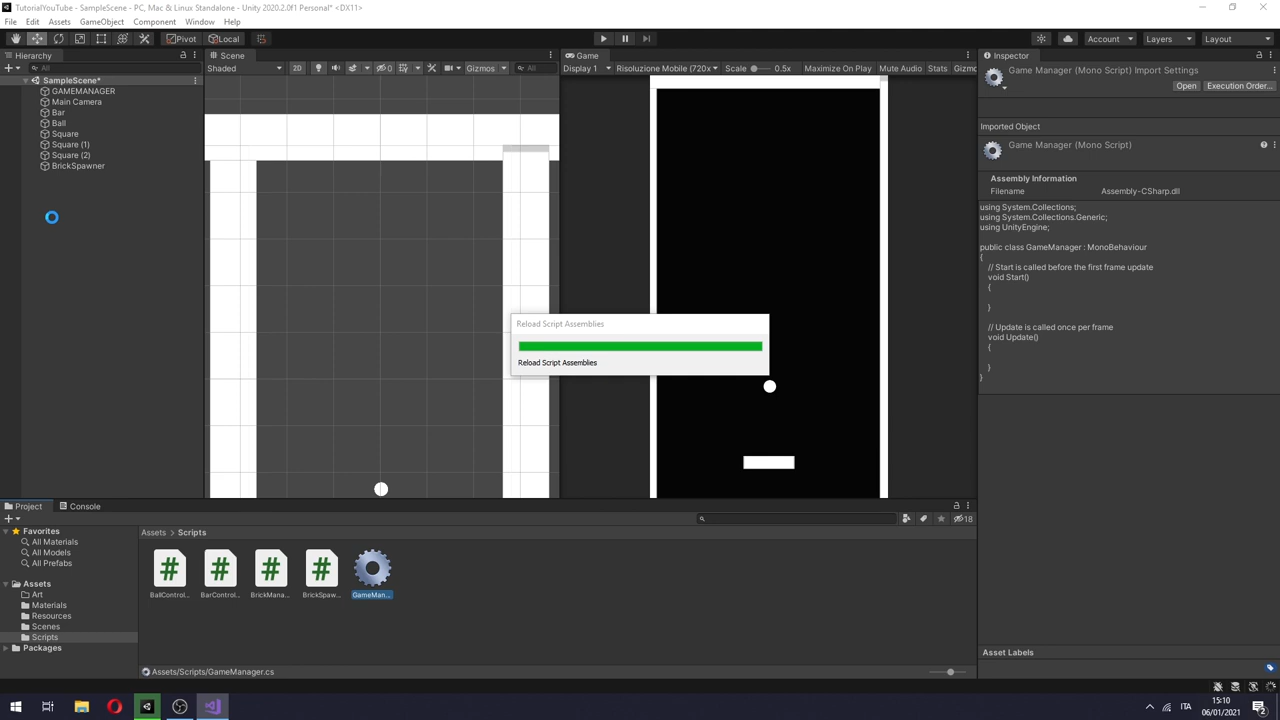 TutorialYouTube - SampleScene - PC, Mac & Linux Standalone - Unity 2020.2.0f1 Personal* <DX11>
File Edit Assets GameObject Component Window Help
Pivot Local Account Layers Layout
Hierarchy
All
SampleScene*
GAMEMANAGER
Main Camera
Bar
Ball
Square
Square (1)
Square (2)
BrickSpawner
Scene
Shaded 2D 0 Gizmos All
Game
Display 1 Risoluzione Mobile (720x Scale 0.5x Maximize On Play Mute Audio Stats Gizmo
Reload Script Assemblies
Reload Script Assemblies
Inspector
Game Manager (Mono Script) Import Settings
Open Execution Order...
Imported Object
Game Manager (Mono Script)
Assembly Information
Filename Assembly-CSharp.dll
using System.Collections;
using System.Collections.Generic;
using UnityEngine;
public class GameManager : MonoBehaviour
{
// Start is called before the first frame update
void Start()
{
}
// Update is called once per frame
void Update()
{
}
}
Asset Labels
Project Console
18
Favorites
All Materials
All Models
All Prefabs
Assets
Art
Materials
Resources
Scenes
Scripts
Packages
Assets > Scripts
BallControl... BarControl... BrickMana... BrickSpaw... GameMan...
Assets/Scripts/GameManager.cs
ITA
15:10
06/01/2021
2